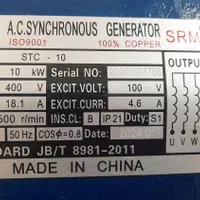 A.C.SYNCHRONOUS GENERATOR
ISO9001 100% COPPER SRM
STC - 10 OUTPU
10 kW Serial NO:
400 V EXCIT.VOLT: 100 V
18.1 A EXCIT.CURR: 4.6 A
r/min INS.CL: B IP 21 Duty: S1
50 Hz COSϕ=0.8 Date: U V W
DARD JB/T 8981-2011
MADE IN CHINA